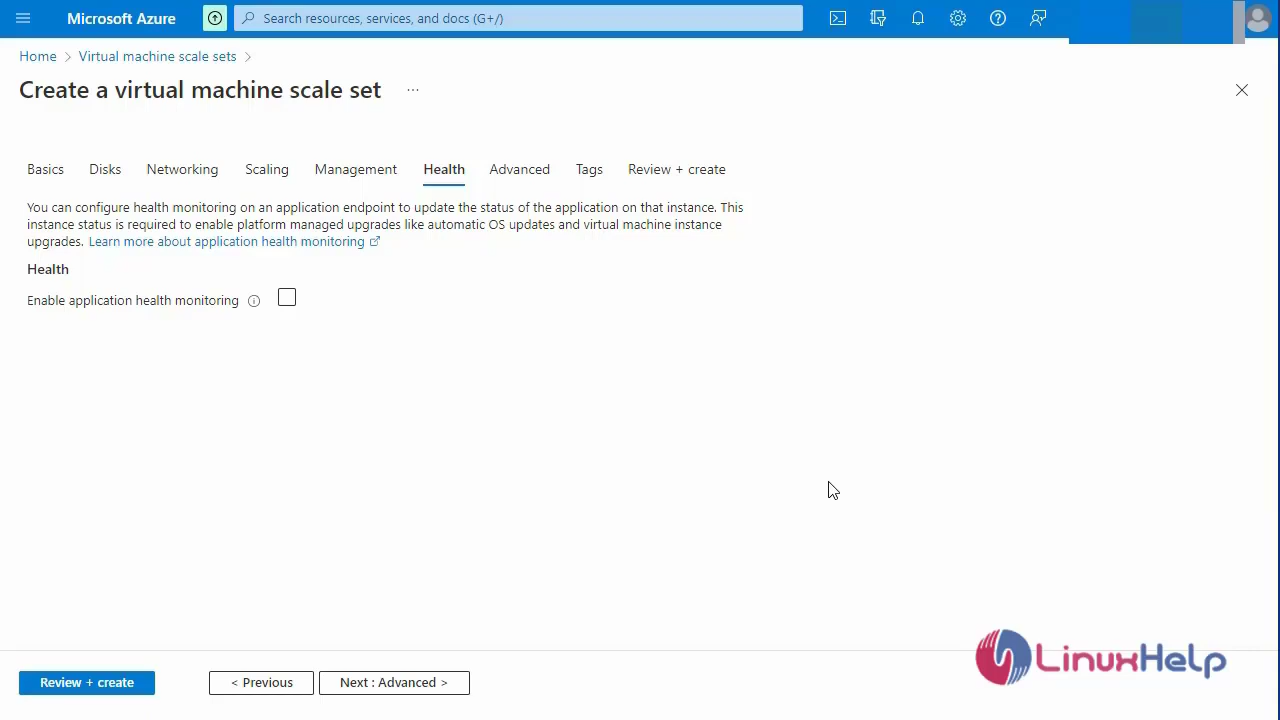 Microsoft Azure
Search resources, services, and docs (G+/)
Home > Virtual machine scale sets >
Create a virtual machine scale set ...
Basics Disks Networking Scaling Management Health Advanced Tags Review + create
You can configure health monitoring on an application endpoint to update the status of the application on that instance. This
instance status is required to enable platform managed upgrades like automatic OS updates and virtual machine instance
upgrades. Learn more about application health monitoring
Health
Enable application health monitoring
Review + create < Previous Next : Advanced >
LinuxHelp